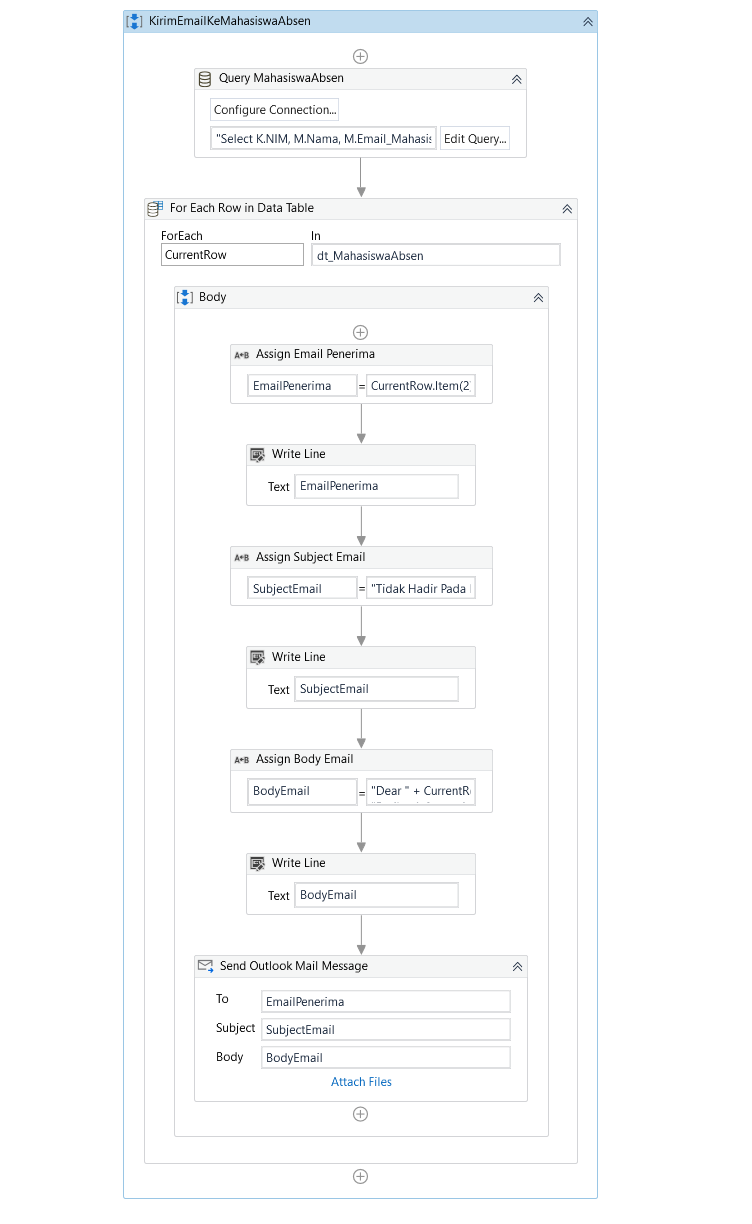 KirimEmailKeMahasiswaAbsen
Query MahasiswaAbsen
Configure Connection...
"Select K.NIM, M.Nama, M.Email_Mahasis Edit Query...
For Each Row in Data Table
ForEach In
CurrentRow dt_MahasiswaAbsen
Body
A+B Assign Email Penerima
EmailPenerima = CurrentRow.Item(2
Write Line
Text EmailPenerima
A+B Assign Subject Email
SubjectEmail = "Tidak Hadir Pada
Write Line
Text SubjectEmail
A+B Assign Body Email
BodyEmail = "Dear " + CurrentR
Write Line
Text BodyEmail
Send Outlook Mail Message
To EmailPenerima
Subject SubjectEmail
Body BodyEmail
Attach Files